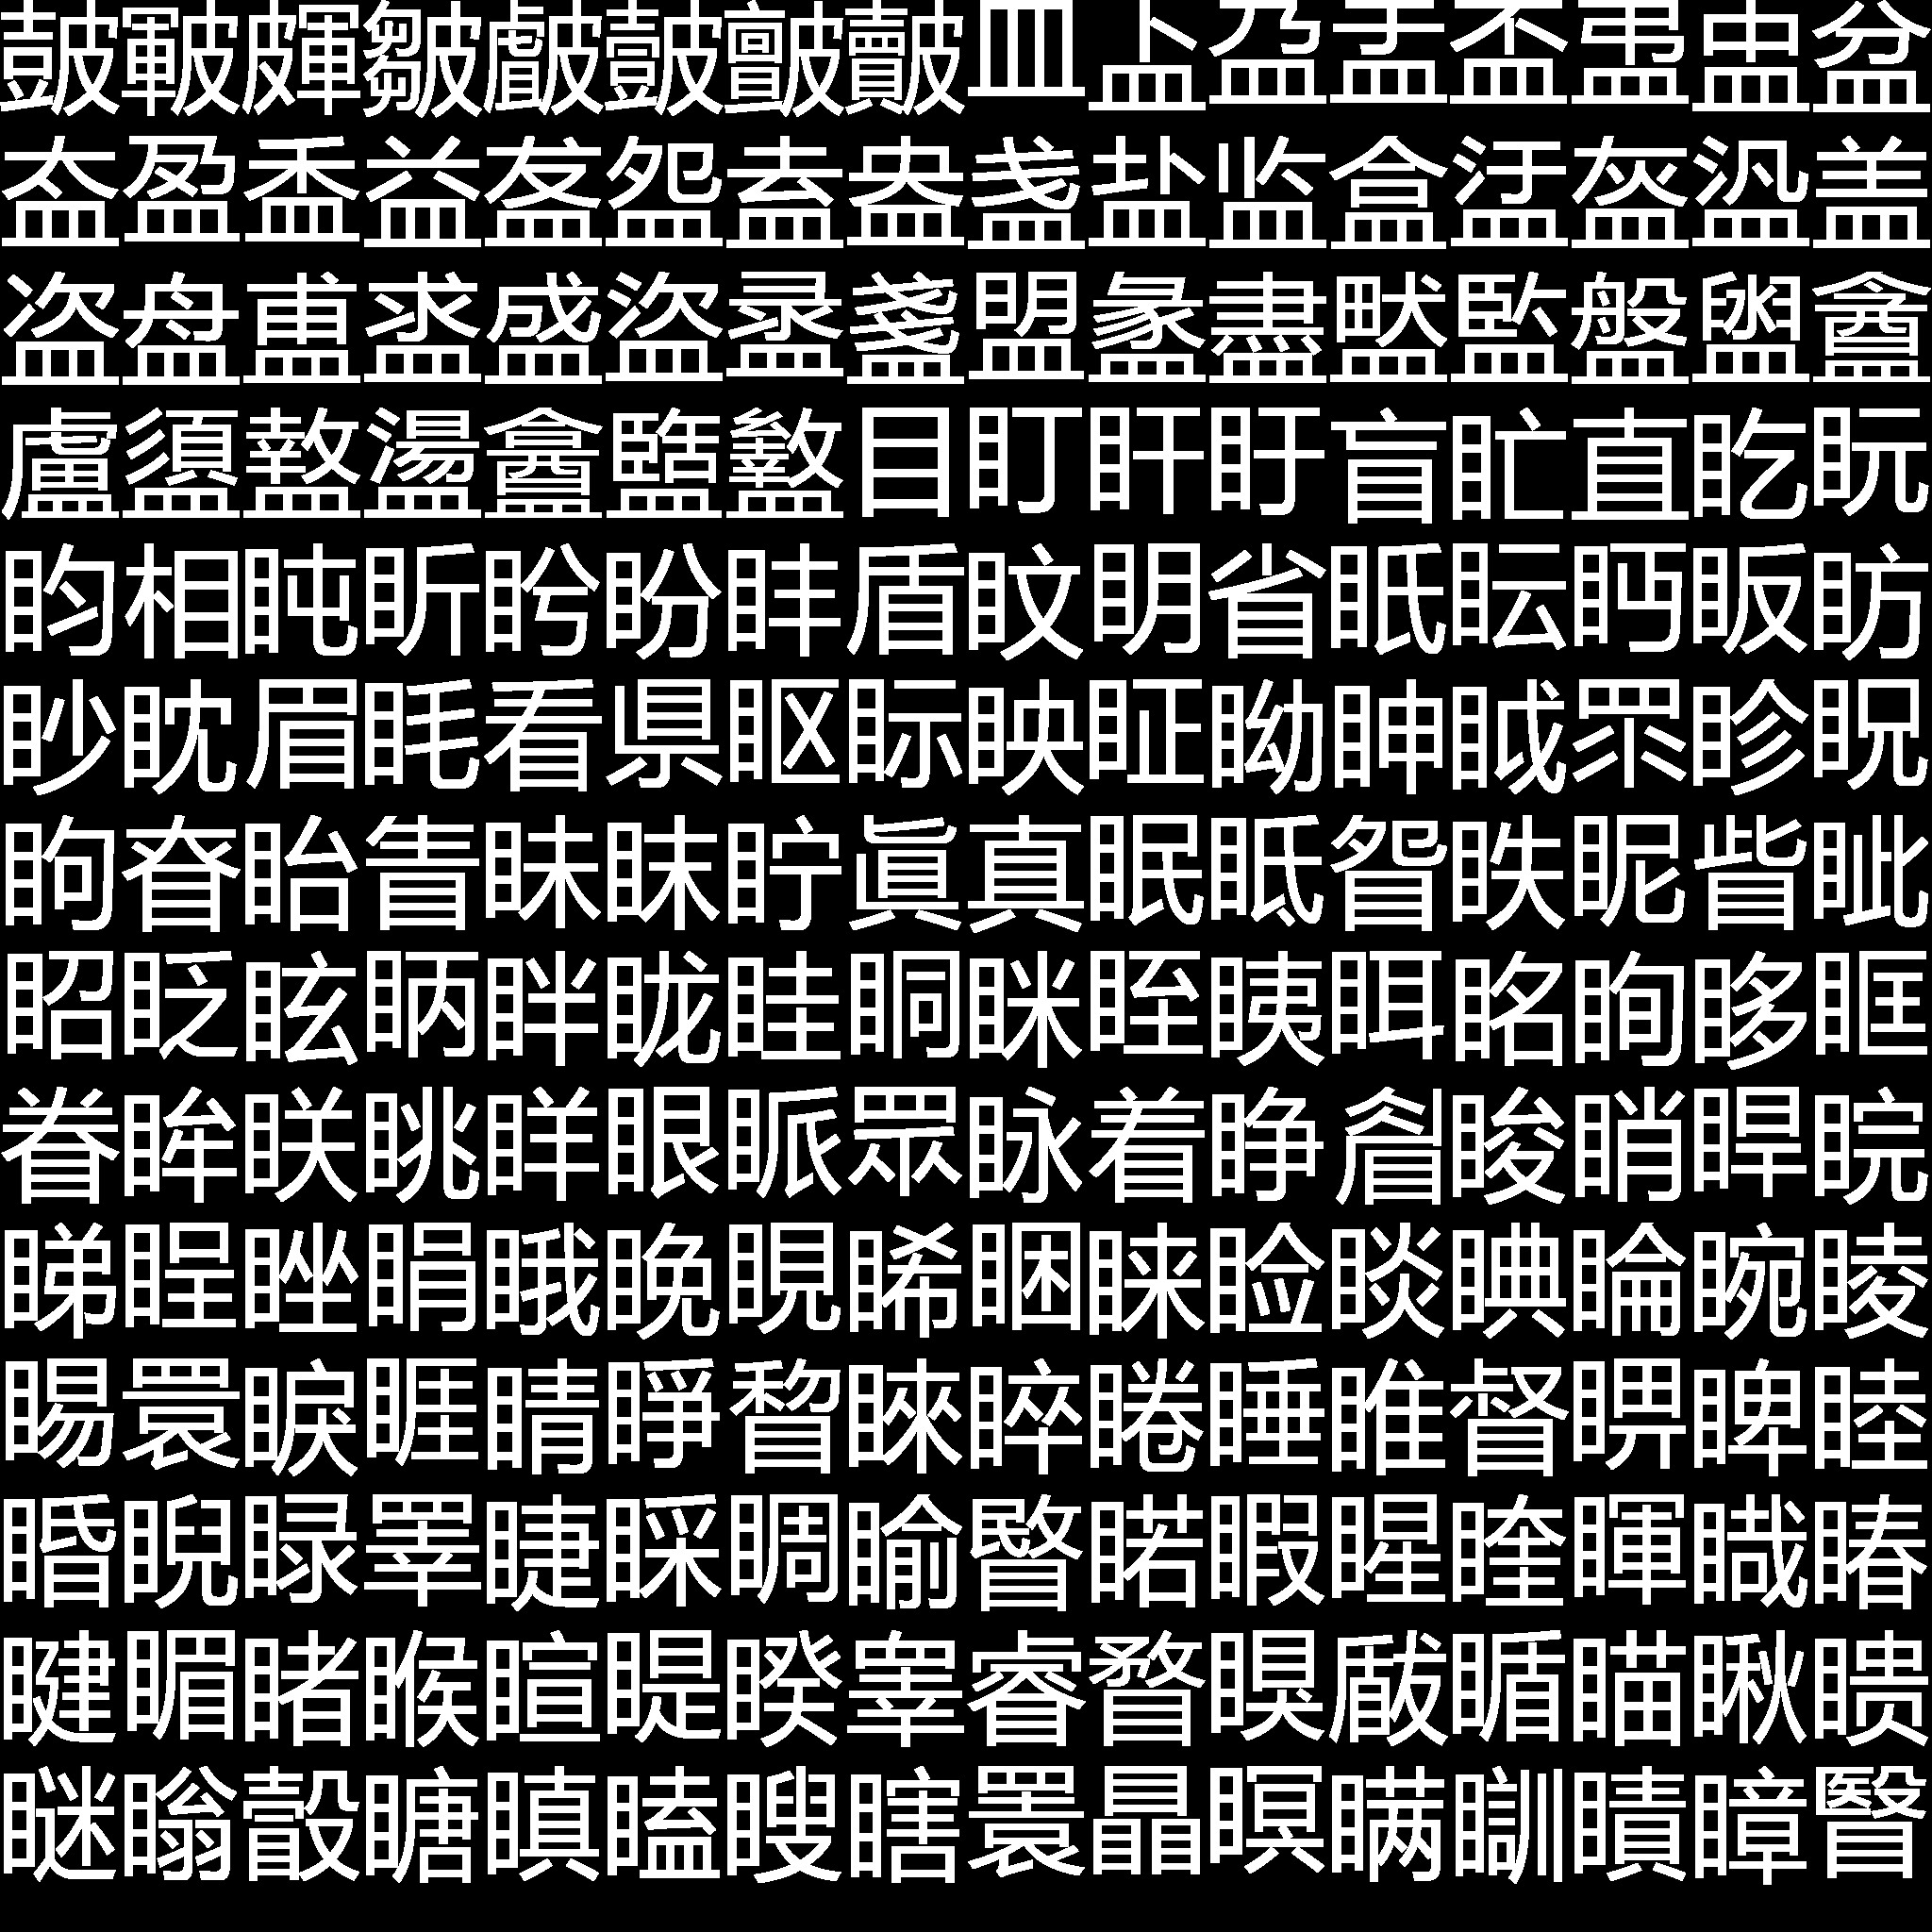 皷皸皹皺皻皼皽皾皿盀盁盂盃盄盅盆
盇盈盉益盋盌盍盎盏盐监盒盓盔盕盖
盗盘盙盚盛盜盝盞盟盠盡盢監盤盥盦
盧盨盩盪盫盬盭目盯盰盱盲盳直盵盶
盷相盹盺盻盼盽盾盿眀省眂眃眄眅眆
眇眈眉眊看県眍眎眏眐眑眒眓眔眕眖
眗眘眙眚眛眜眝眞真眠眡眢眣眤眥眦
眧眨眩眪眫眬眭眮眯眰眱眲眳眴眵眶
眷眸眹眺眻眼眽眾眿着睁睂睃睄睅睆
睇睈睉睊睋睌睍睎睏睐睑睒睓睔睕睖
睗睘睙睚睛睜睝睞睟睠睡睢督睤睥睦
睧睨睩睪睫睬睭睮睯睰睱睲睳睴睵睶
睷睸睹睺睻睼睽睾睿瞀瞁瞂瞃瞄瞅瞆
瞇瞈瞉瞊瞋瞌瞍瞎瞏瞐瞑瞒瞓瞔瞕瞖